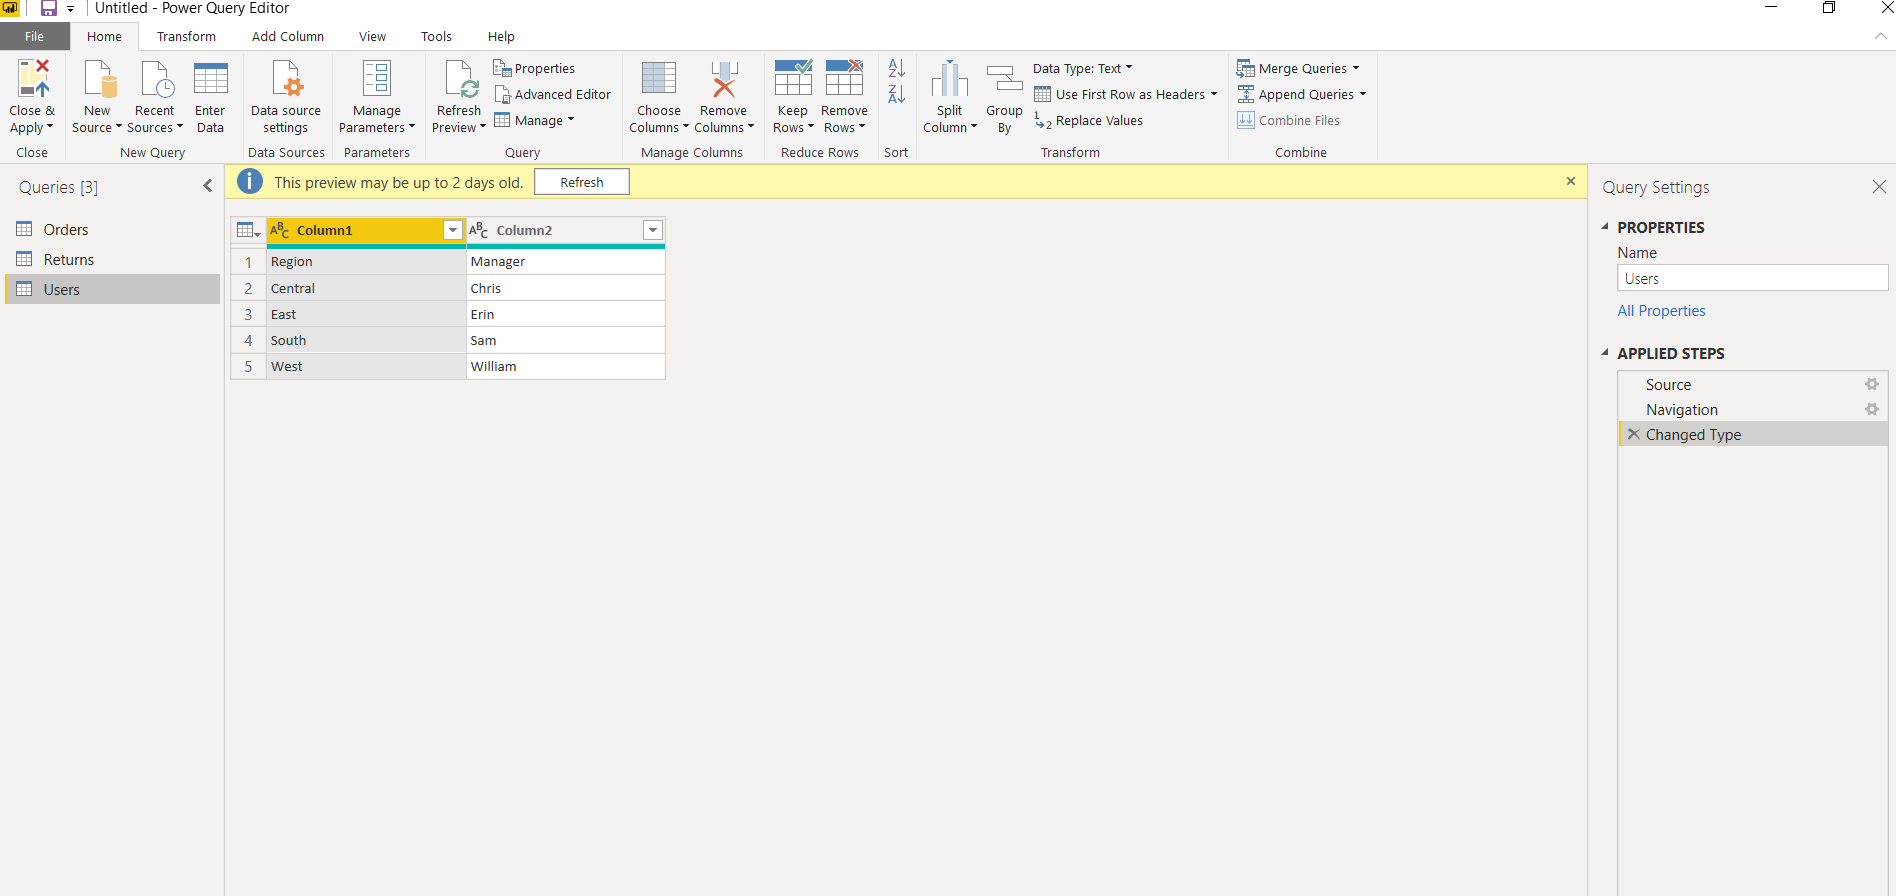 Untitled - Power Query Editor
File Home Transform Add Column View Tools Help
Close & Apply
Close
New Source
Recent Sources
Enter Data
New Query
Data source settings
Data Sources
Manage Parameters
Parameters
Refresh Preview
Properties
Advanced Editor
Manage
Query
Choose Columns
Remove Columns
Manage Columns
Keep Rows
Remove Rows
Reduce Rows
A Z
Z A
Sort
Split Column
Group By
Data Type: Text
Use First Row as Headers
1 2 Replace Values
Transform
Merge Queries
Append Queries
Combine Files
Combine
Queries [3]
Orders
Returns
Users
This preview may be up to 2 days old. Refresh
ABC Column1 ABC Column2
1 Region Manager
2 Central Chris
3 East Erin
4 South Sam
5 West William
Query Settings
PROPERTIES
Name
Users
All Properties
APPLIED STEPS
Source
Navigation
Changed Type